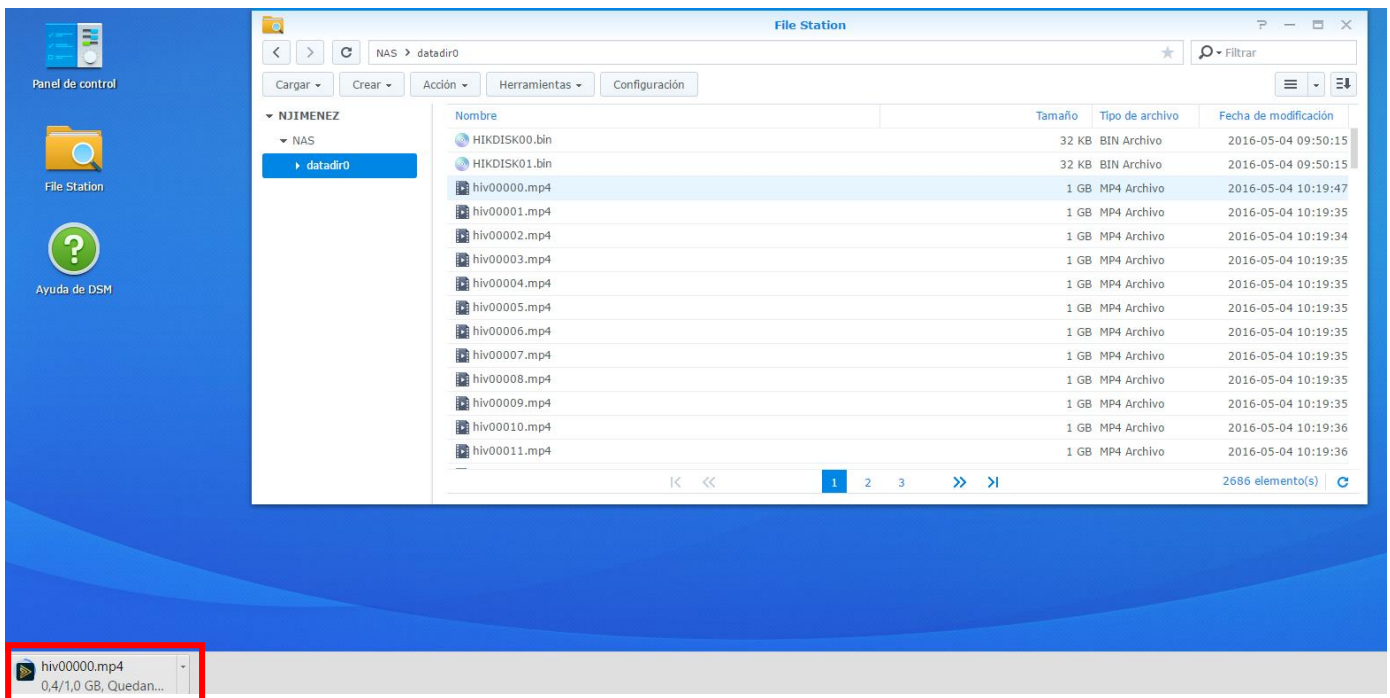 File Station
NAS > datadir0
Filtrar
Panel de control
Cargar Crear Acción Herramientas Configuración
NJIMENEZ
NAS
datadir0
File Station
Ayuda de DSM
Nombre Tamaño Tipo de archivo Fecha de modificación
HIKDISK00.bin 32 KB BIN Archivo 2016-05-04 09:50:15
HIKDISK01.bin 32 KB BIN Archivo 2016-05-04 09:50:15
hiv00000.mp4 1 GB MP4 Archivo 2016-05-04 10:19:47
hiv00001.mp4 1 GB MP4 Archivo 2016-05-04 10:19:35
hiv00002.mp4 1 GB MP4 Archivo 2016-05-04 10:19:34
hiv00003.mp4 1 GB MP4 Archivo 2016-05-04 10:19:35
hiv00004.mp4 1 GB MP4 Archivo 2016-05-04 10:19:35
hiv00005.mp4 1 GB MP4 Archivo 2016-05-04 10:19:35
hiv00006.mp4 1 GB MP4 Archivo 2016-05-04 10:19:35
hiv00007.mp4 1 GB MP4 Archivo 2016-05-04 10:19:35
hiv00008.mp4 1 GB MP4 Archivo 2016-05-04 10:19:35
hiv00009.mp4 1 GB MP4 Archivo 2016-05-04 10:19:35
hiv00010.mp4 1 GB MP4 Archivo 2016-05-04 10:19:36
hiv00011.mp4 1 GB MP4 Archivo 2016-05-04 10:19:36
1 2 3
2686 elemento(s)
hiv00000.mp4
0,4/1,0 GB, Quedan...